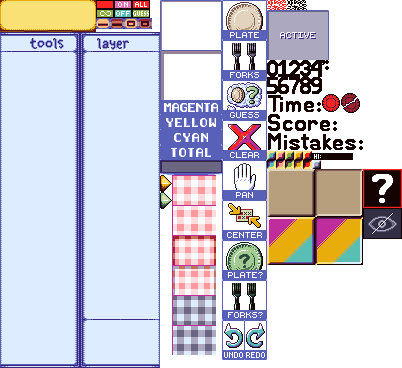 ON ALL
CO OFF GUESS
tools layer
MAGENTA
YELLOW
CYAN
TOTAL
PLATE
FORKS
GUESS
CLEAR
PAN
CENTER
PLATE?
FORKS?
UNDO REDO
ACTIVE
01234
56789
Time:
Score:
Mistakes:
?